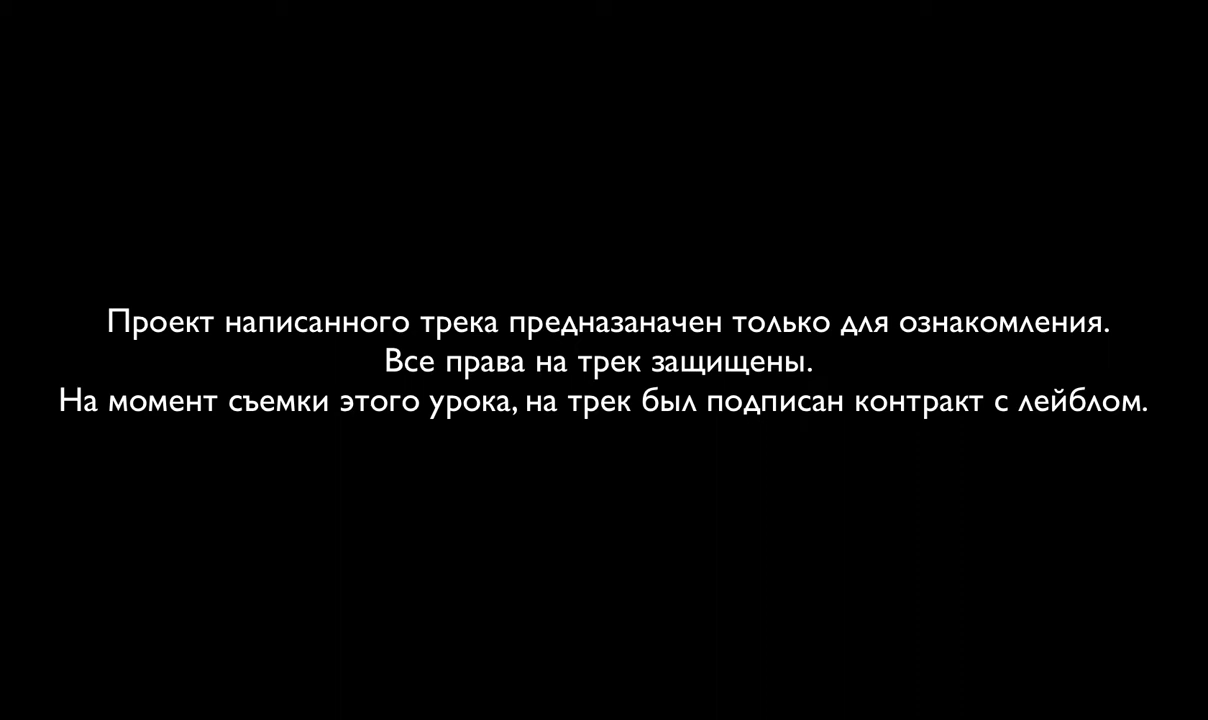 Проект написанного трека предназаначен только для ознакомления.
Все права на трек защищены.
На момент съемки этого урока, на трек был подписан контракт с лейблом.